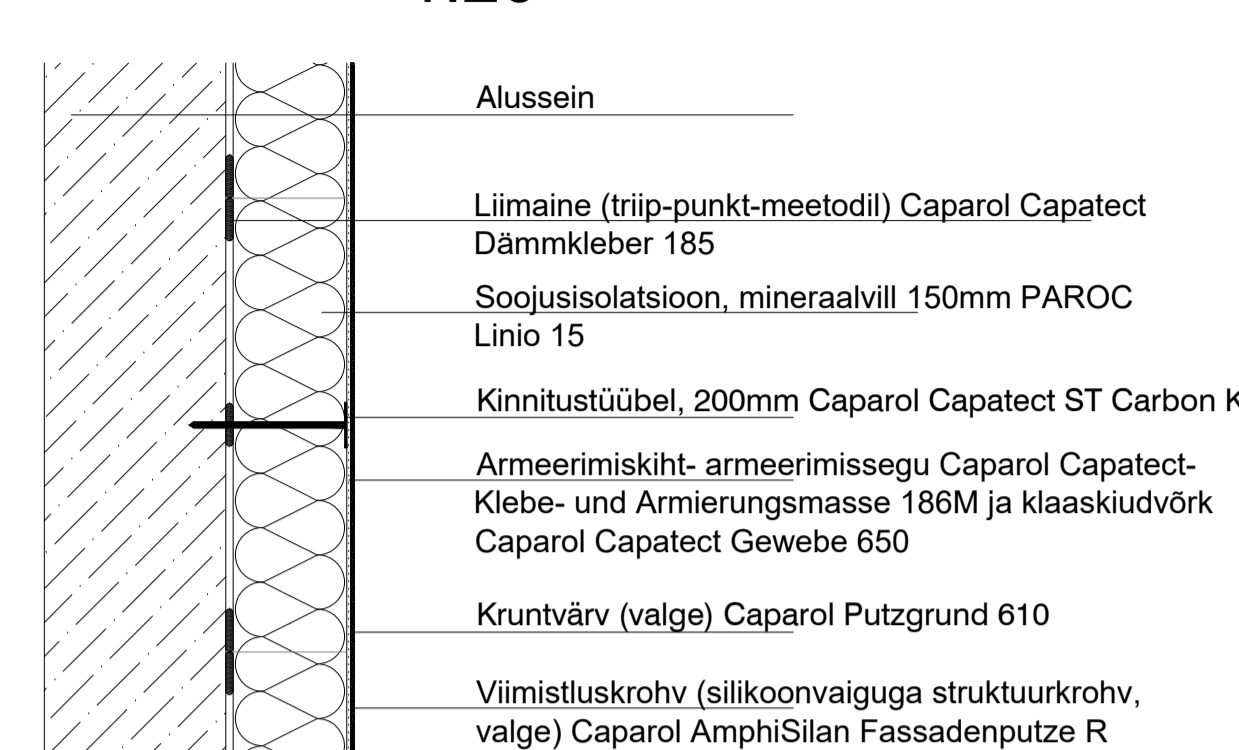 Alussein
Liimaine (triip-punkt-meetodil) Caparol Capatect
Dämmkleber 185
Soojusisolatsioon, mineraalvill 150mm PAROC
Linio 15
Kinnitustüübel, 200mm Caparol Capatect ST Carbon
Armeerimiskiht- armeerimissegu Caparol Capatect-
Klebe- und Armierungsmasse 186M ja klaaskiudvõrk
Caparol Capatect Gewebe 650
Kruntvärv (valge) Caparol Putzgrund 610
Viimistluskrohv (silikoonvaiguga struktuurkrohv,
valge) Caparol AmphiSilan Fassadenputze R